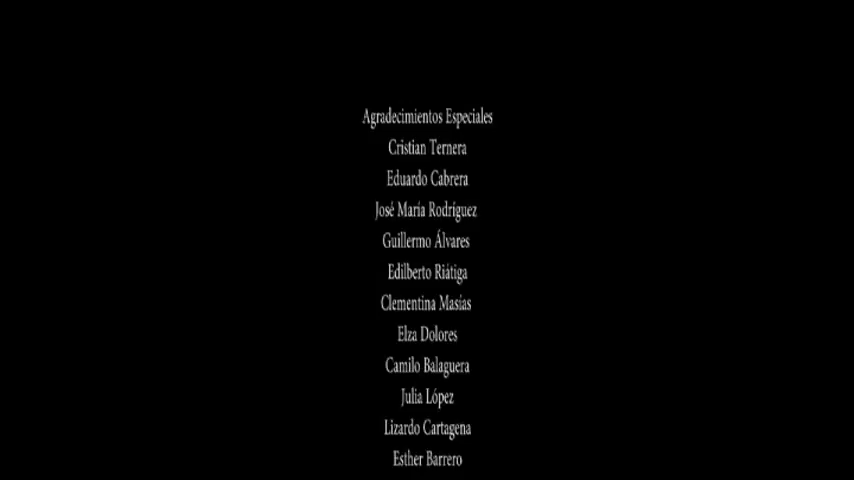 Agradecimientos Especiales
Cristian Ternera
Eduardo Cabrera
José María Rodríguez
Guillermo Álvares
Edilberto Riátiga
Clementina Masías
Elza Dolores
Camilo Balaguera
Julia López
Lizardo Cartagena
Esther Barrero